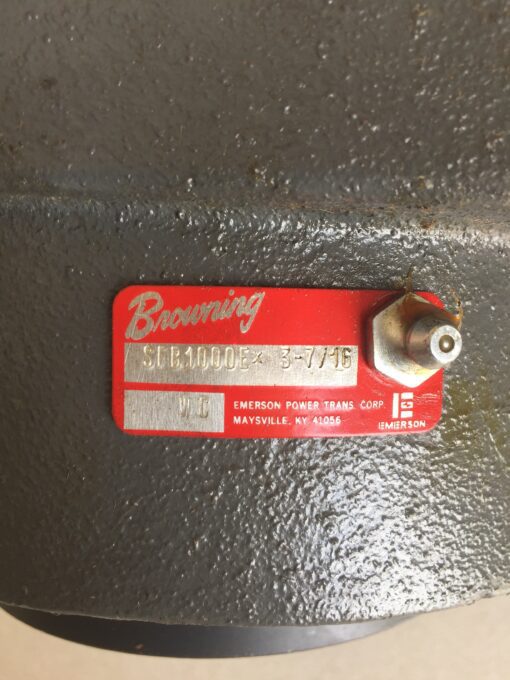 Browning
SFB1000E× 3-7/16
EMERSON POWER TRANS. CORP.
MAYSVILLE, KY 41056
EMERSON